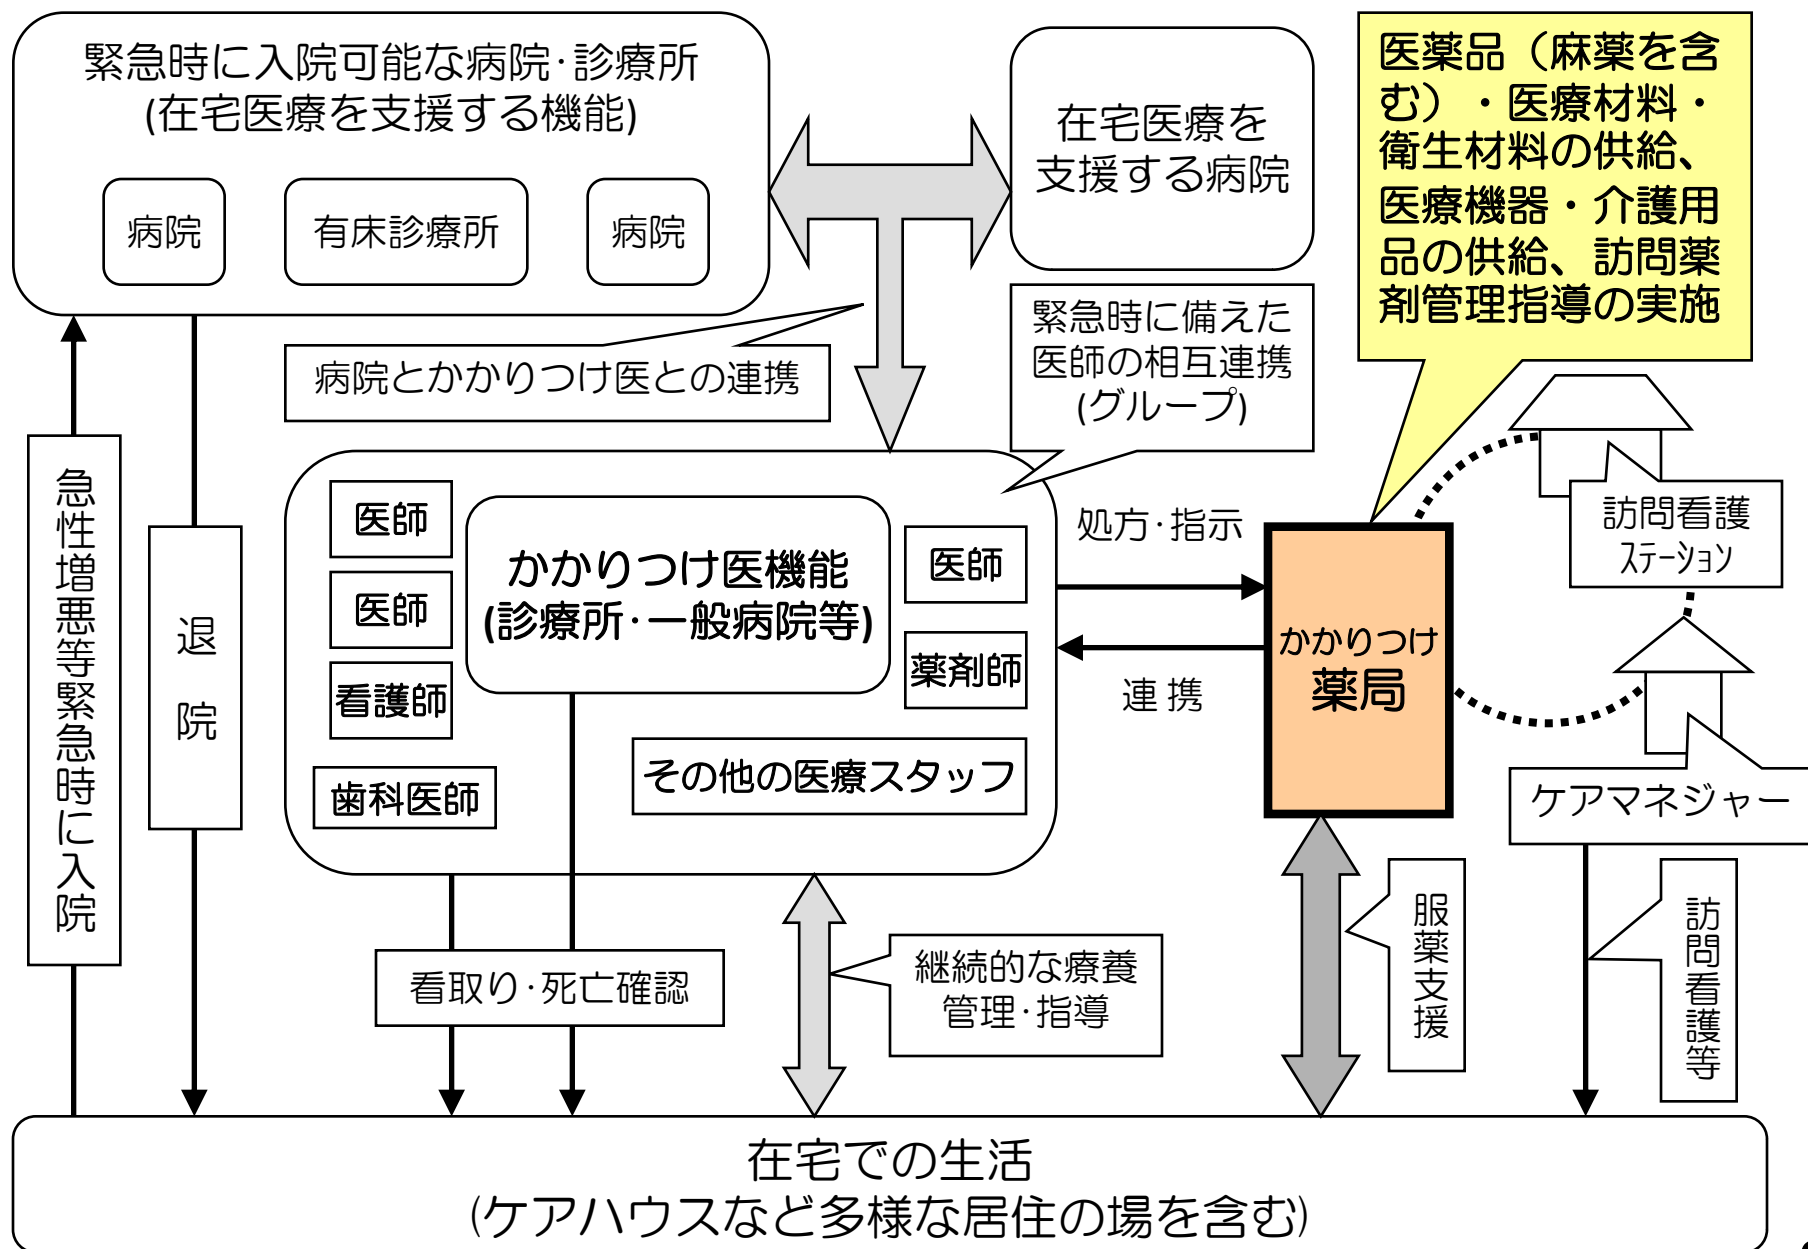 緊急時に入院可能な病院･診療所
(在宅医療を支援する機能)
病院
有床診療所
病院
在宅医療を
支援する病院
医薬品（麻薬を含
む）・医療材料・
衛生材料の供給、
医療機器・介護用
品の供給、訪問薬
剤管理指導の実施
病院とかかりつけ医との連携
緊急時に備えた
医師の相互連携
(グループ)
急性増悪等緊急時に入院
退院
医師
医師
看護師
歯科医師
かかりつけ医機能
(診療所･一般病院等)
医師
薬剤師
その他の医療スタッフ
処方･指示
連携
かかりつけ
薬局
訪問看護
ステーション
ケアマネジャー
看取り･死亡確認
継続的な療養
管理･指導
服薬支援
訪問看護等
在宅での生活
(ケアハウスなど多様な居住の場を含む)